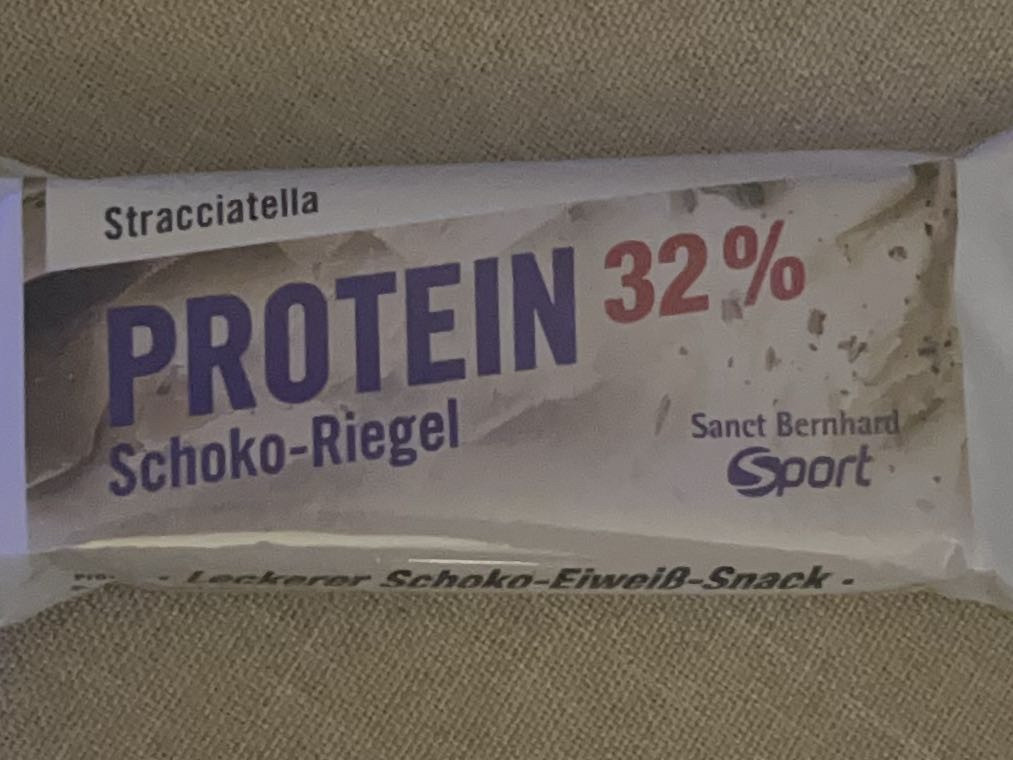 Stracciatella
PROTEIN 32%
Schoko-Riegel
Sanct Bernhard
Sport
· Leckerer Schoko-Eiweiß-Snack ·